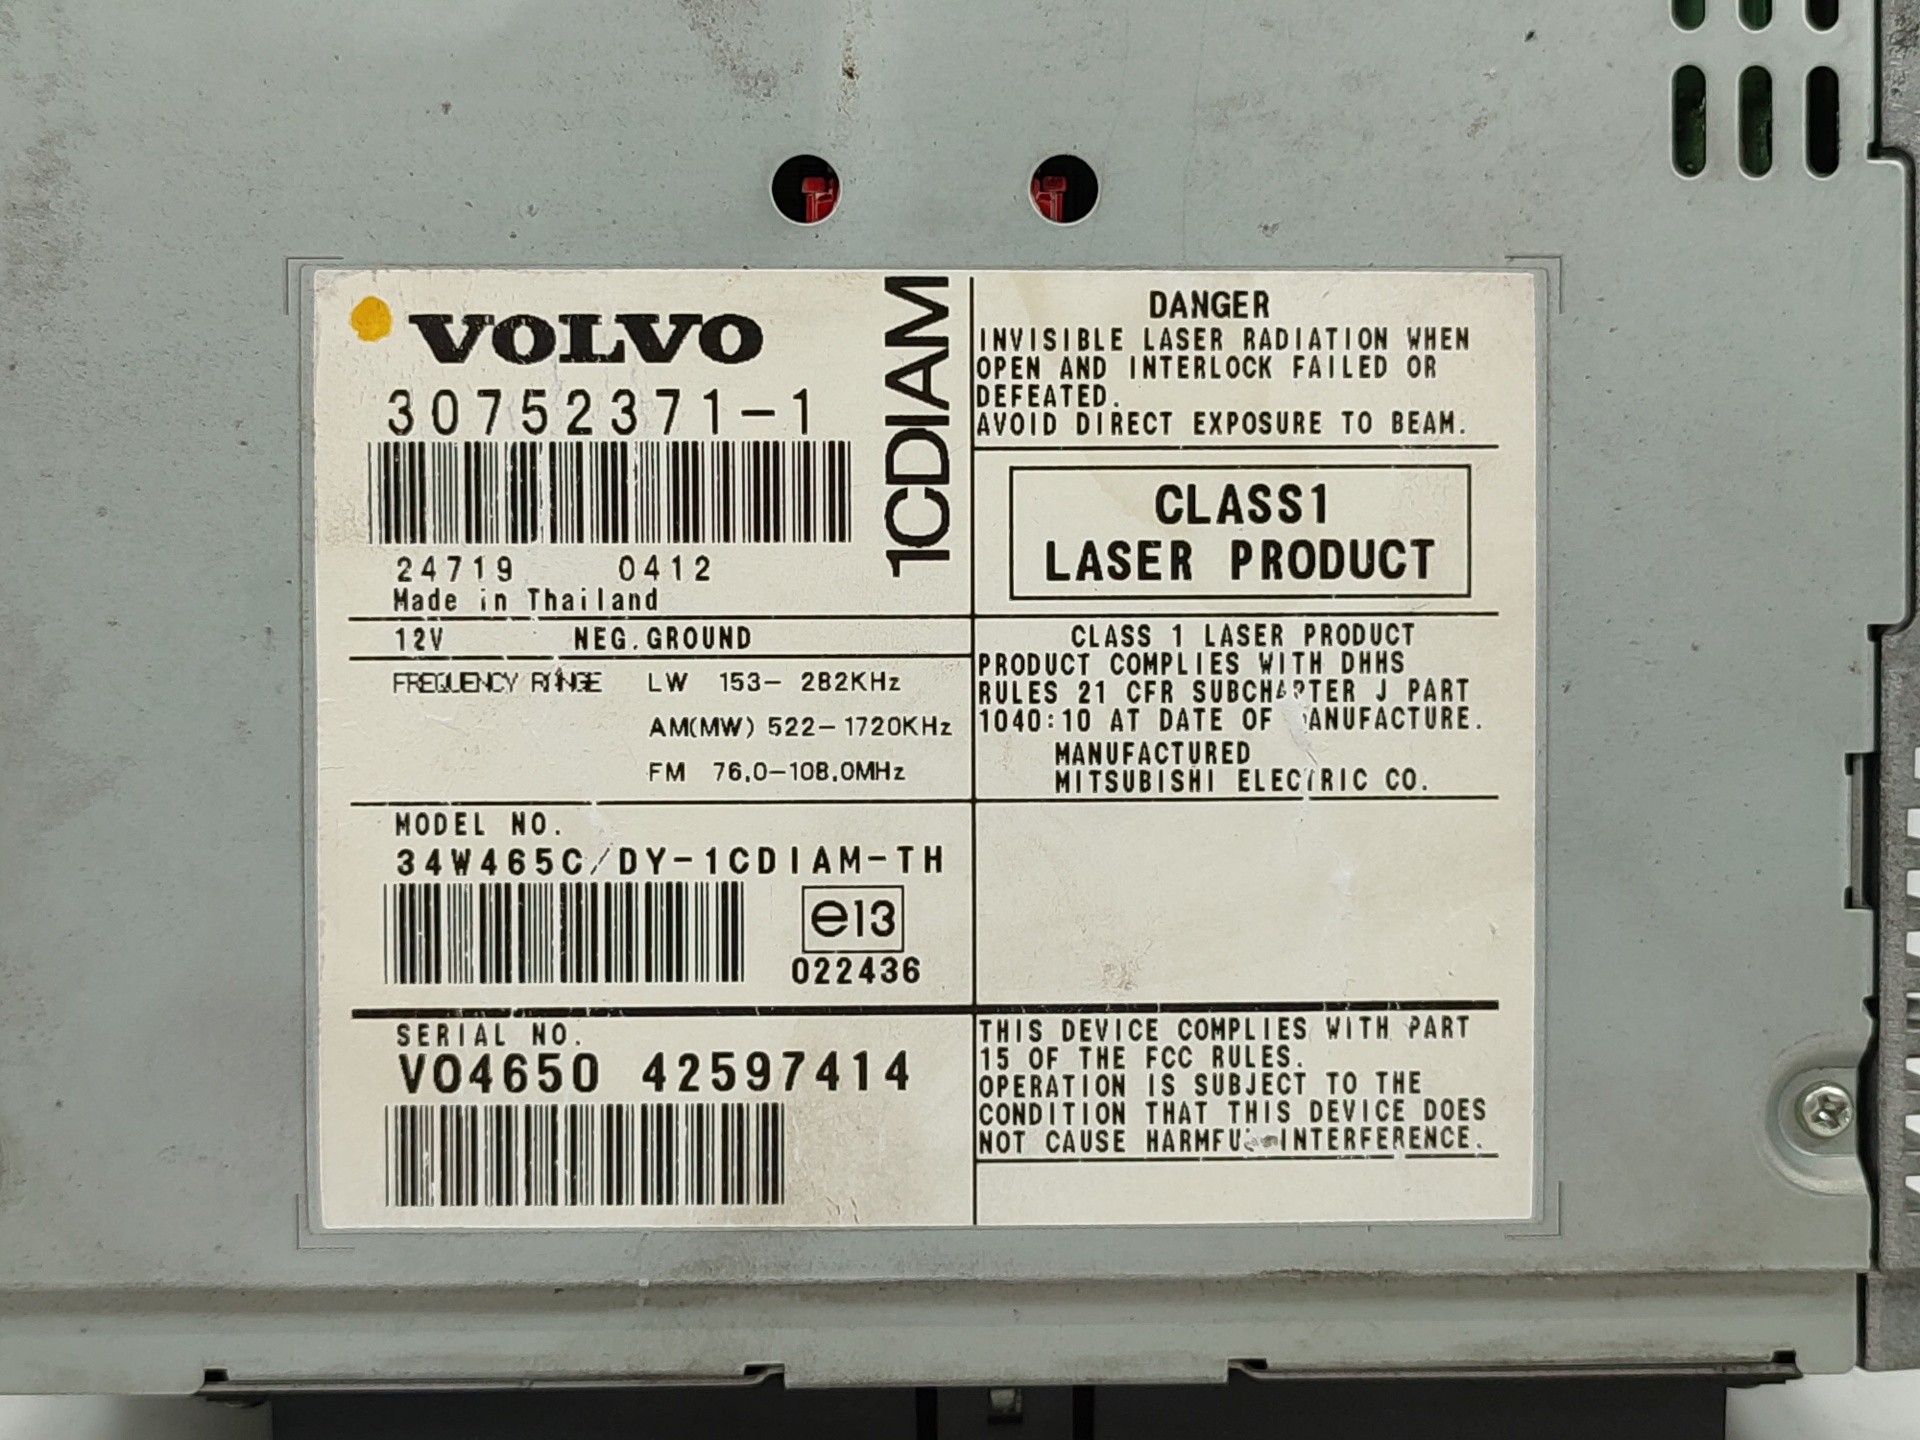 VOLVO
30752371-1
24719 0412
Made in Thailand
1CDIAM
12V NEG.GROUND
FREQUENCY RANGE LW 153- 282KHz
AM(MW) 522-1720KHz
FM 76.0-108.0MHz
MODEL NO.
34W465C/DY-1CDIAM-TH
e13
022436
SERIAL NO.
VO4650 42597414
DANGER
INVISIBLE LASER RADIATION WHEN
OPEN AND INTERLOCK FAILED OR
DEFEATED.
AVOID DIRECT EXPOSURE TO BEAM.
CLASS1
LASER PRODUCT
CLASS 1 LASER PRODUCT
PRODUCT COMPLIES WITH DHHS
RULES 21 CFR SUBCHAPTER J PART
1040:10 AT DATE OF MANUFACTURE.
MANUFACTURED
MITSUBISHI ELECTRIC CO.
THIS DEVICE COMPLIES WITH PART
15 OF THE FCC RULES.
OPERATION IS SUBJECT TO THE
CONDITION THAT THIS DEVICE DOES
NOT CAUSE HARMFUL INTERFERENCE.